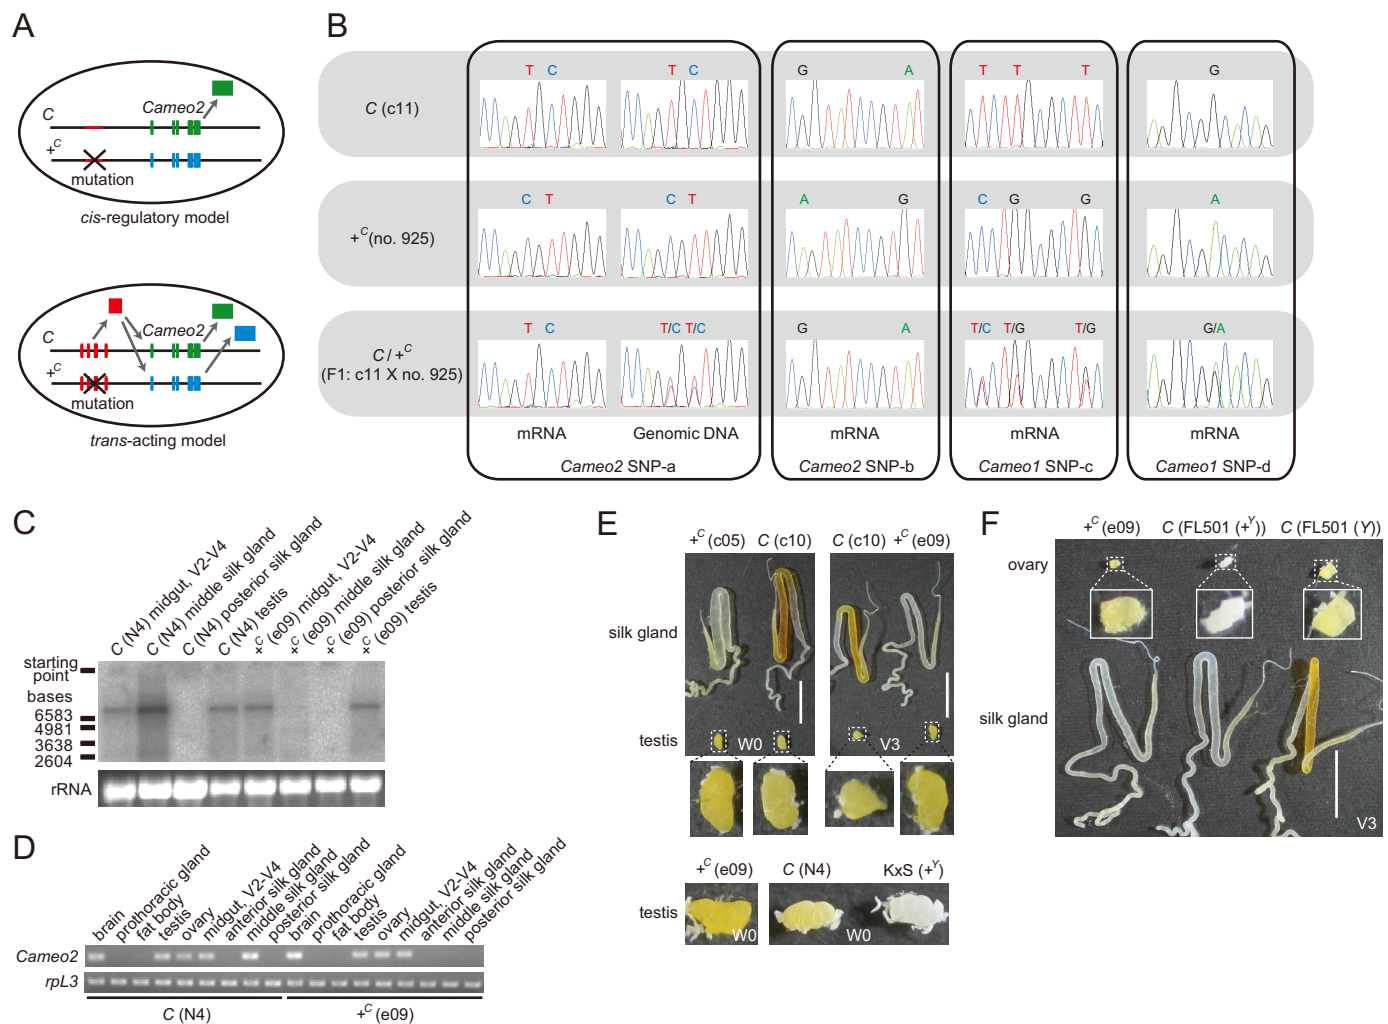 A
C
Cameo2
+C
mutation
cis-regulatory model
C
Cameo2
+C
mutation
trans-acting model
B
C (c11)
T C
T C
G A
T T T
G
+C (no. 925)
C T
C T
A G
C G G
A
C / +C
(F1: c11 X no. 925)
T C
T/C T/C
G A
T/C T/G T/G
G/A
mRNA
Genomic DNA
mRNA
mRNA
mRNA
Cameo2 SNP-a
Cameo2 SNP-b
Cameo1 SNP-c
Cameo1 SNP-d
C
C (N4) midgut, V2-V4
C (N4) middle silk gland
C (N4) posterior silk gland
C (N4) testis
+C (e09) midgut, V2-V4
+C (e09) middle silk gland
+C (e09) posterior silk gland
+C (e09) testis
starting
point
bases
6583
4981
3638
2604
rRNA
D
brain
prothoracic gland
fat body
testis
ovary
midgut, V2-V4
anterior silk gland
middle silk gland
posterior silk gland
brain
prothoracic gland
fat body
testis
ovary
midgut, V2-V4
anterior silk gland
middle silk gland
posterior silk gland
Cameo2
rpL3
C (N4)
+C (e09)
E
+C (c05)
C (c10)
C (c10)
+C (e09)
silk gland
testis
W0
V3
+C (e09)
C (N4)
KxS (+Y)
testis
W0
W0
F
+C (e09)
C (FL501 (+Y))
C (FL501 (Y))
ovary
silk gland
V3